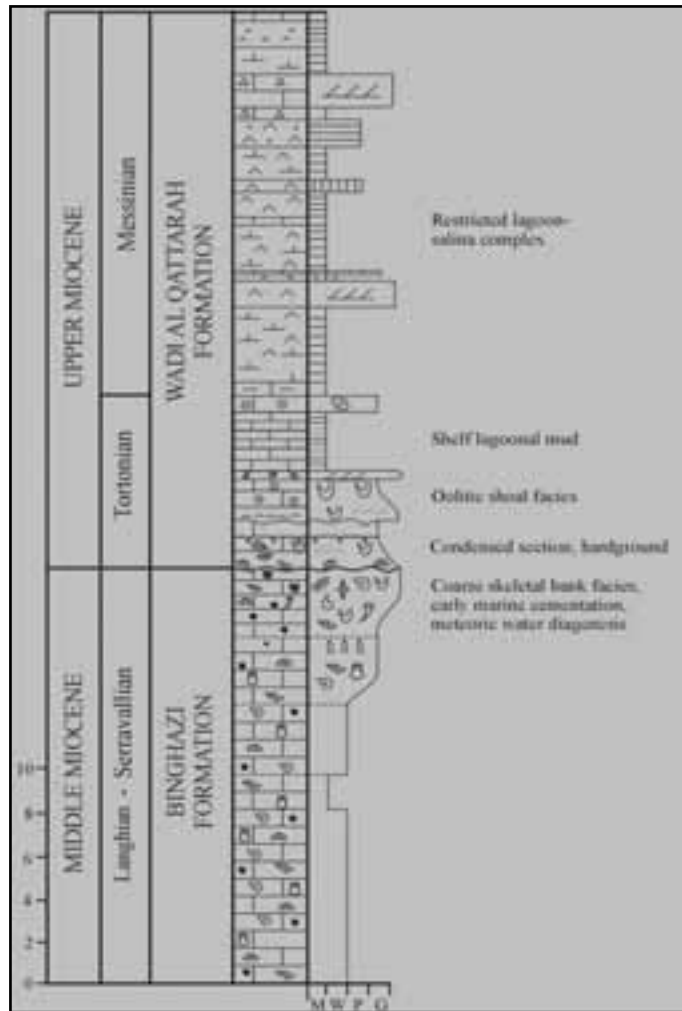 UPPER MIOCENE
Messinian
WADI AL QATTARAH
FORMATION
Restricted lagoon-
salina complex
Tortonian
Shelf lagoonal mud
Oolitic shoal facies
Condensed section, hardground
MIDDLE MIOCENE
Langhian - Serravallian
BINGHAZI
FORMATION
Coarse skeletal bank facies,
early marine cementation,
meteoric water diagenesis
10
8
6
4
2
0
M W P G